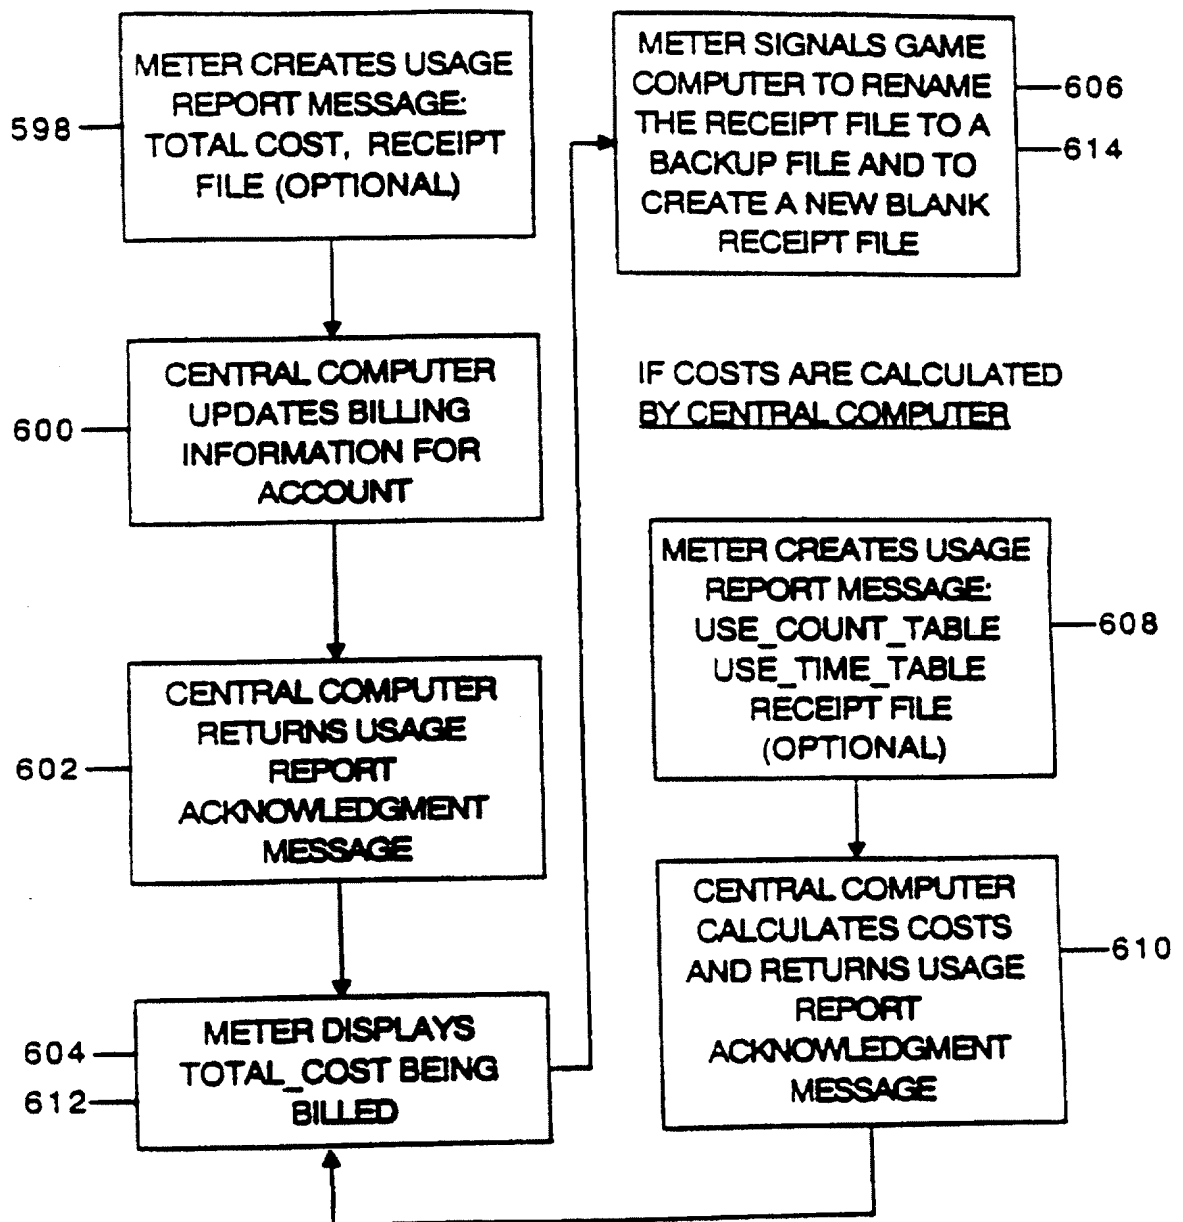 METER CREATES USAGE
REPORT MESSAGE:
TOTAL COST, RECEIPT
FILE (OPTIONAL)
598
CENTRAL COMPUTER
UPDATES BILLING
INFORMATION FOR
ACCOUNT
600
CENTRAL COMPUTER
RETURNS USAGE
REPORT
ACKNOWLEDGMENT
MESSAGE
602
METER DISPLAYS
TOTAL_COST BEING
BILLED
604
612
METER SIGNALS GAME
COMPUTER TO RENAME
THE RECEIPT FILE TO A
BACKUP FILE AND TO
CREATE A NEW BLANK
RECEIPT FILE
606
614
IF COSTS ARE CALCULATED
BY CENTRAL COMPUTER
METER CREATES USAGE
REPORT MESSAGE:
USE_COUNT_TABLE
USE_TIME_TABLE
RECEIPT FILE
(OPTIONAL)
608
CENTRAL COMPUTER
CALCULATES COSTS
AND RETURNS USAGE
REPORT
ACKNOWLEDGMENT
MESSAGE
610